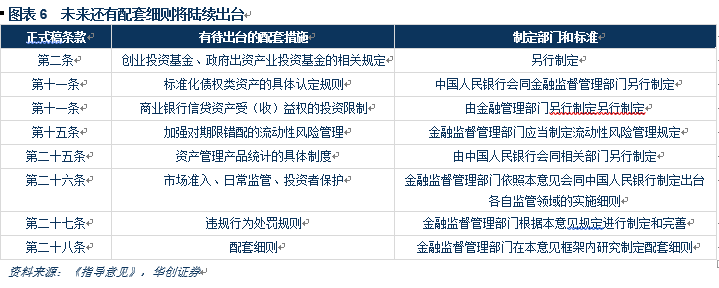 图表 6 未来还有配套细则将陆续出台
正式稿条款 有待出台的配套措施 制定部门和标准
第二条 创业投资基金、政府出资产业投资基金的相关规定 另行制定
第十一条 标准化债权类资产的具体认定规则 中国人民银行会同金融监督管理部门另行制定
第十一条 商业银行信贷资产受（收）益权的投资限制 由金融管理部门另行制定另行制定
第十五条 加强对期限错配的流动性风险管理 金融监督管理部门应当制定流动性风险管理规定
第二十五条 资产管理产品统计的具体制度 由中国人民银行会同相关部门另行制定
第二十六条 市场准入、日常监管、投资者保护 金融监督管理部门依照本意见会同中国人民银行制定出台
各自监管领域的实施细则
第二十七条 违规行为处罚规则 金融监督管理部门根据本意见规定进行制定和完善
第二十八条 配套细则 金融监督管理部门在本意见框架内研究制定配套细则
资料来源：《指导意见》，华创证券